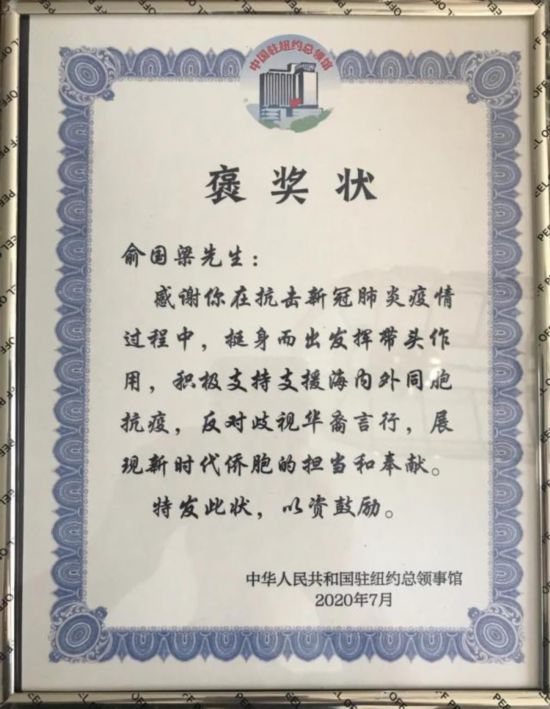 中国驻纽约总领馆
褒奖状
俞国梁先生：
感谢你在抗击新冠肺炎疫情
过程中，挺身而出发挥带头作
用，积极支持支援海内外同胞
抗疫，反对歧视华裔言行，展
现新时代侨胞的担当和奉献。
特发此状，以资鼓励。
中华人民共和国驻纽约总领事馆
2020年7月
PEEL OFF